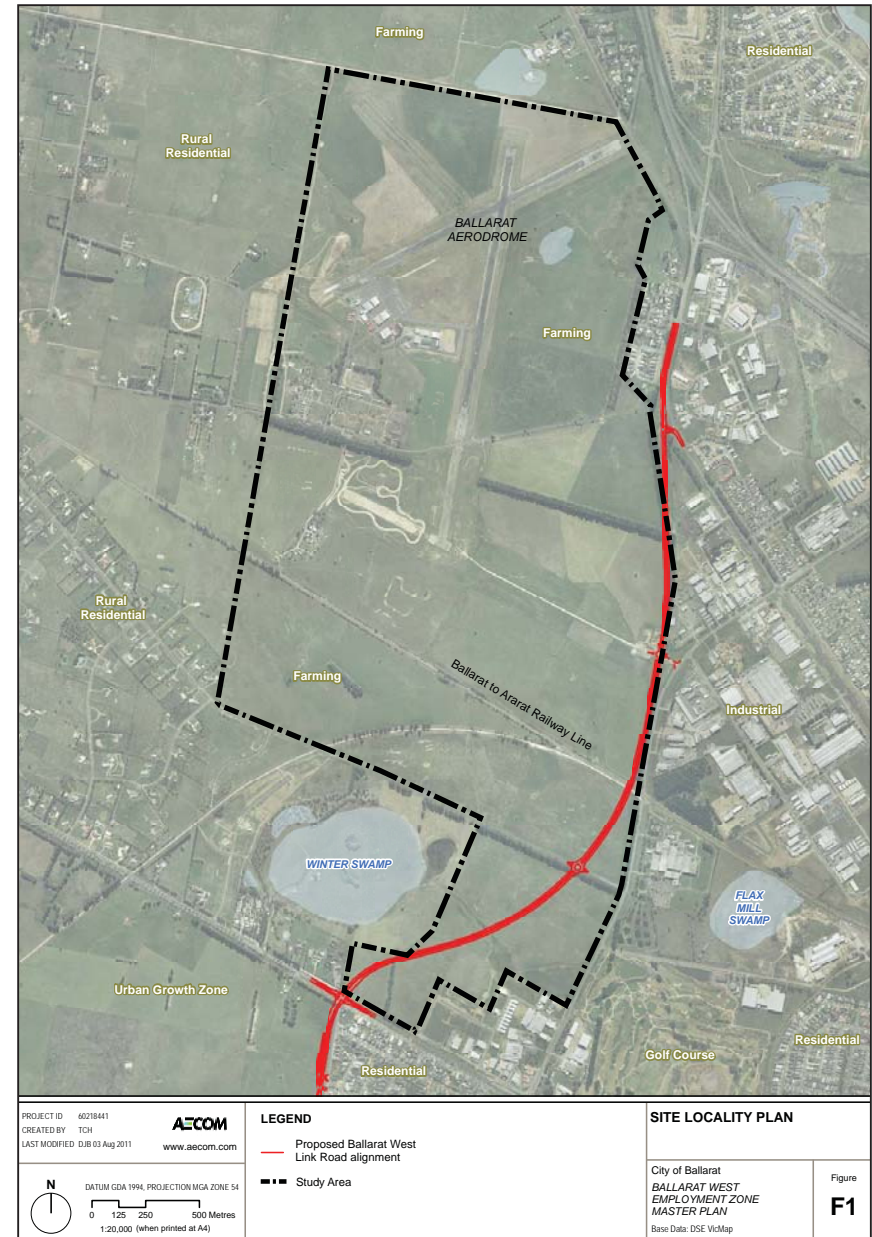 Farming
Residential
Rural
Residential
BALLARAT
AERODROME
Farming
Rural
Residential
Farming
Ballarat to Ararat Railway Line
Industrial
WINTER SWAMP
FLAX
MILL
SWAMP
Urban Growth Zone
Residential
Golf Course
Residential
PROJECT ID 60218441
CREATED BY TCH
LAST MODIFIED DJB 03 Aug 2011
AECOM
www.aecom.com
N
DATUM GDA 1994, PROJECTION MGA ZONE 54
0 125 250 500 Metres
1:20,000 (when printed at A4)
LEGEND
Proposed Ballarat West
Link Road alignment
Study Area
SITE LOCALITY PLAN
City of Ballarat
BALLARAT WEST
EMPLOYMENT ZONE
MASTER PLAN
Base Data: DSE VicMap
Figure
F1